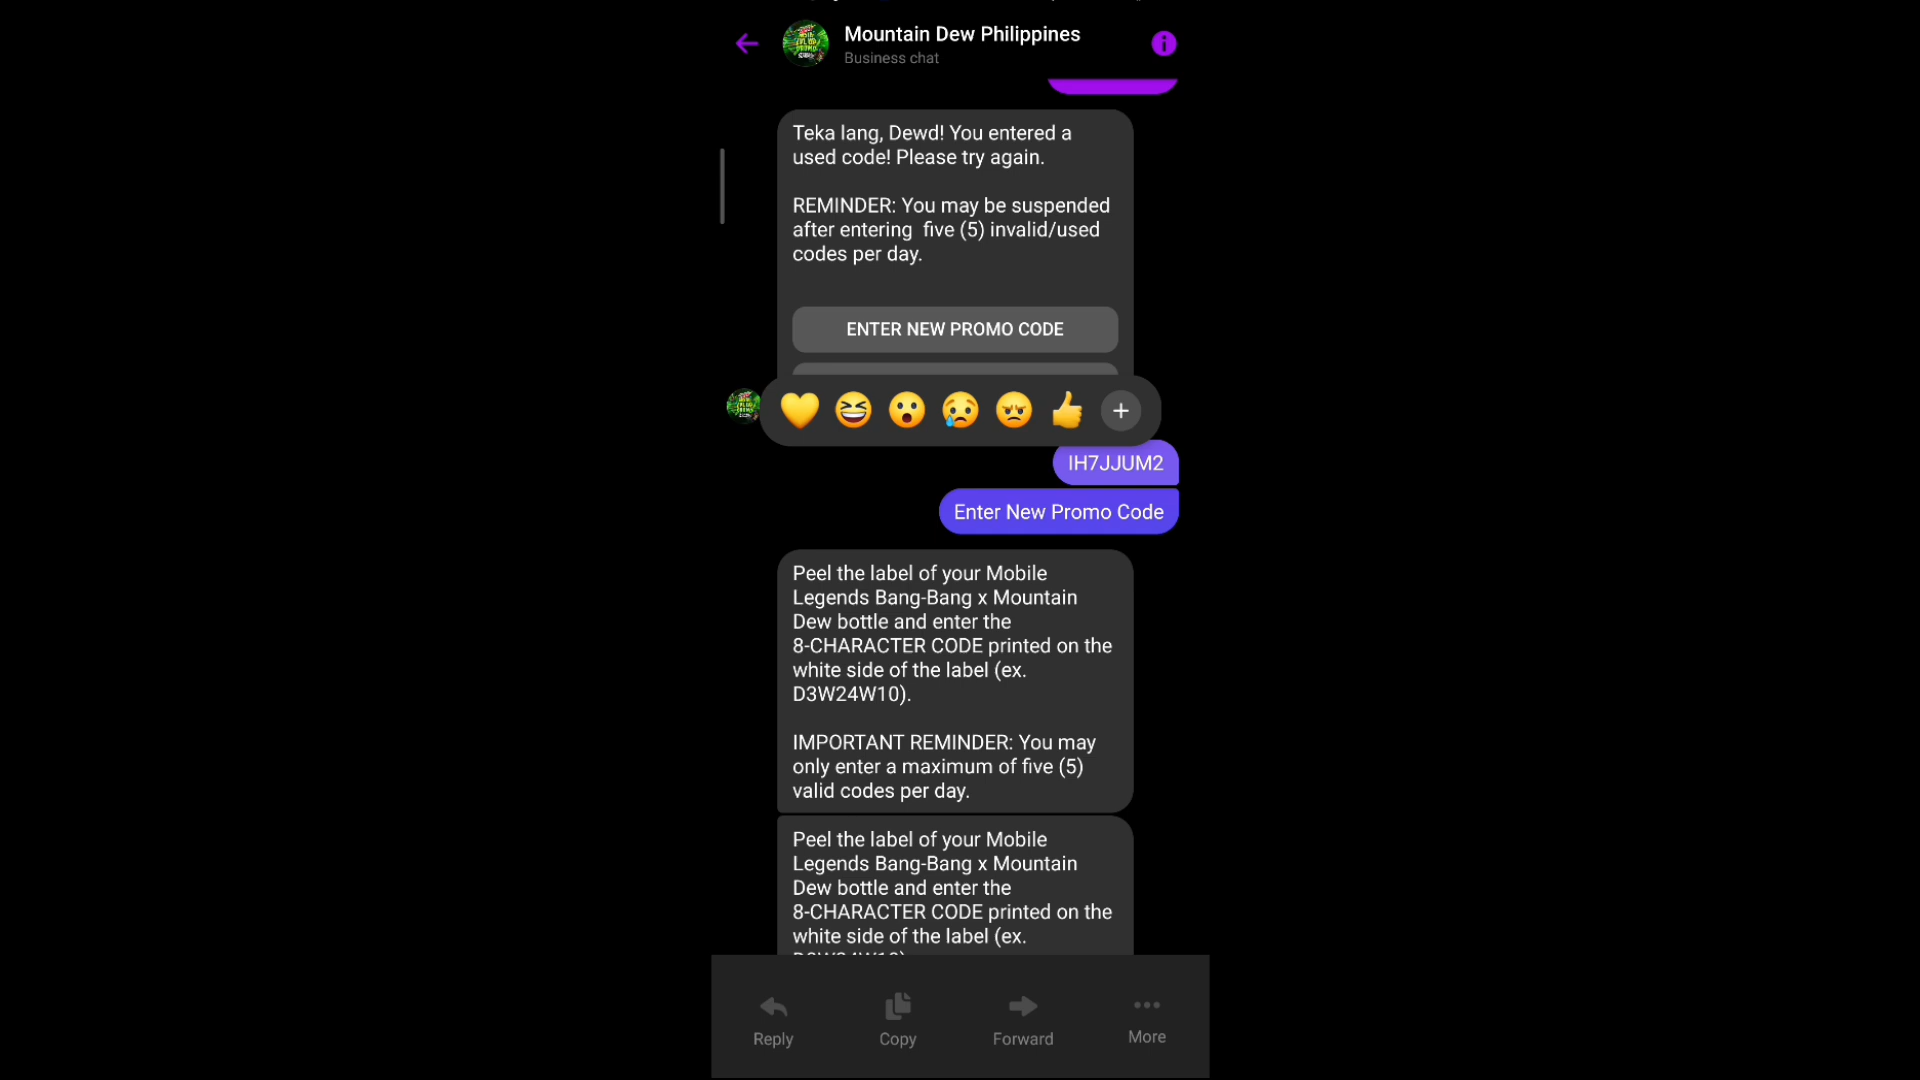 Mountain Dew Philippines
Business chat
Teka lang, Dewd! You entered a
used code! Please try again.
REMINDER: You may be suspended
after entering  five (5) invalid/used
codes per day.
ENTER NEW PROMO CODE
IH7JJUM2
Enter New Promo Code
Peel the label of your Mobile
Legends Bang-Bang x Mountain
Dew bottle and enter the
8-CHARACTER CODE printed on the
white side of the label (ex.
D3W24W10).
IMPORTANT REMINDER: You may
only enter a maximum of five (5)
valid codes per day.
Peel the label of your Mobile
Legends Bang-Bang x Mountain
Dew bottle and enter the
8-CHARACTER CODE printed on the
white side of the label (ex.
Reply
Copy
Forward
More